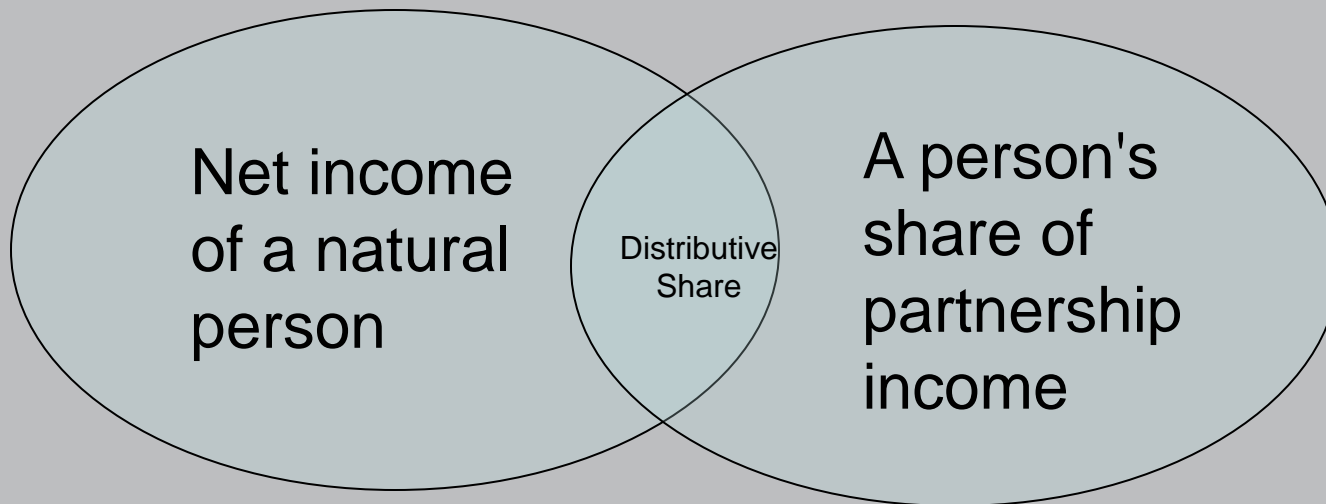 Net income
of a natural
person
Distributive
Share
A person's
share of
partnership
income